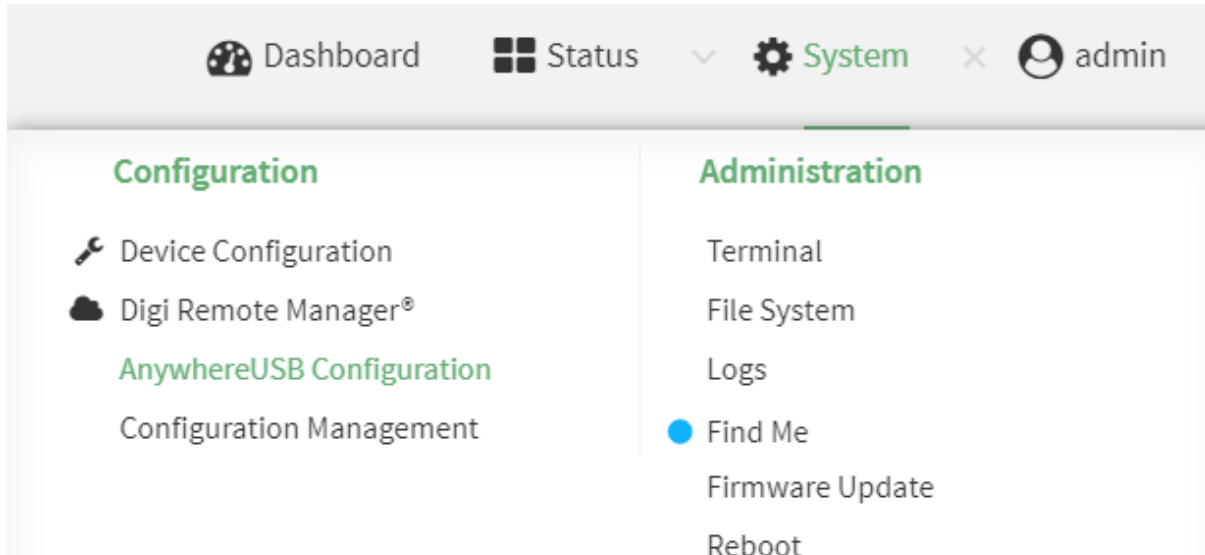 Dashboard
Status
System
admin
Configuration
Device Configuration
Digi Remote Manager®
AnywhereUSB Configuration
Configuration Management
Administration
Terminal
File System
Logs
Find Me
Firmware Update
Reboot